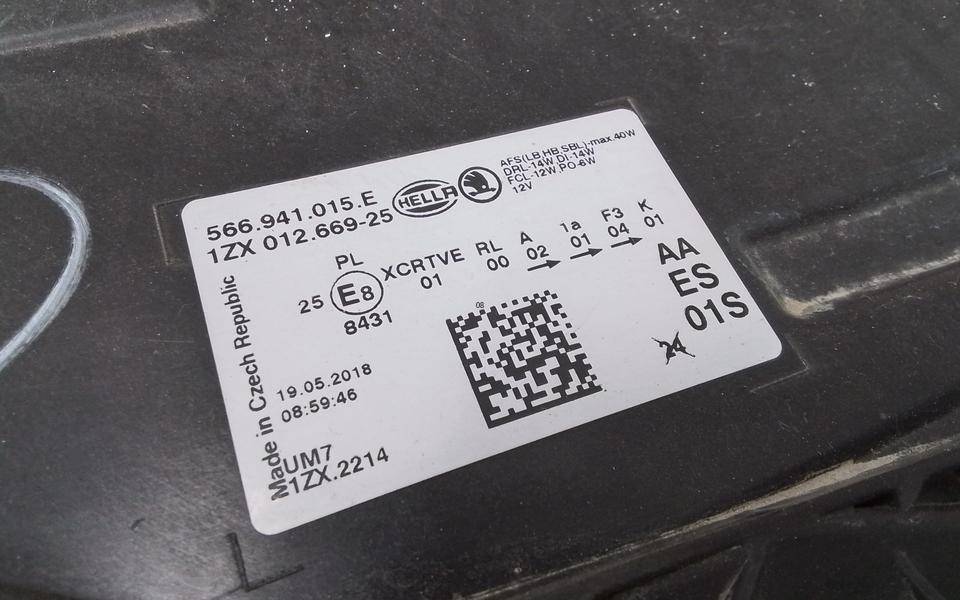 566.941.015.E
1ZX 012.669-25
HELLA
AFS(LB,HB,SBL)-max.40W
DRL-14W,DI-14W
FCL-12W,PO-6W
12V
PL
25 E8 XCRTVE RL A 1a F3 K
01 00 02 01 04 01
8431
AA
ES
01S
08
24
19.05.2018
08:59:46
UM7
1ZX.2214
Made in Czech Republic